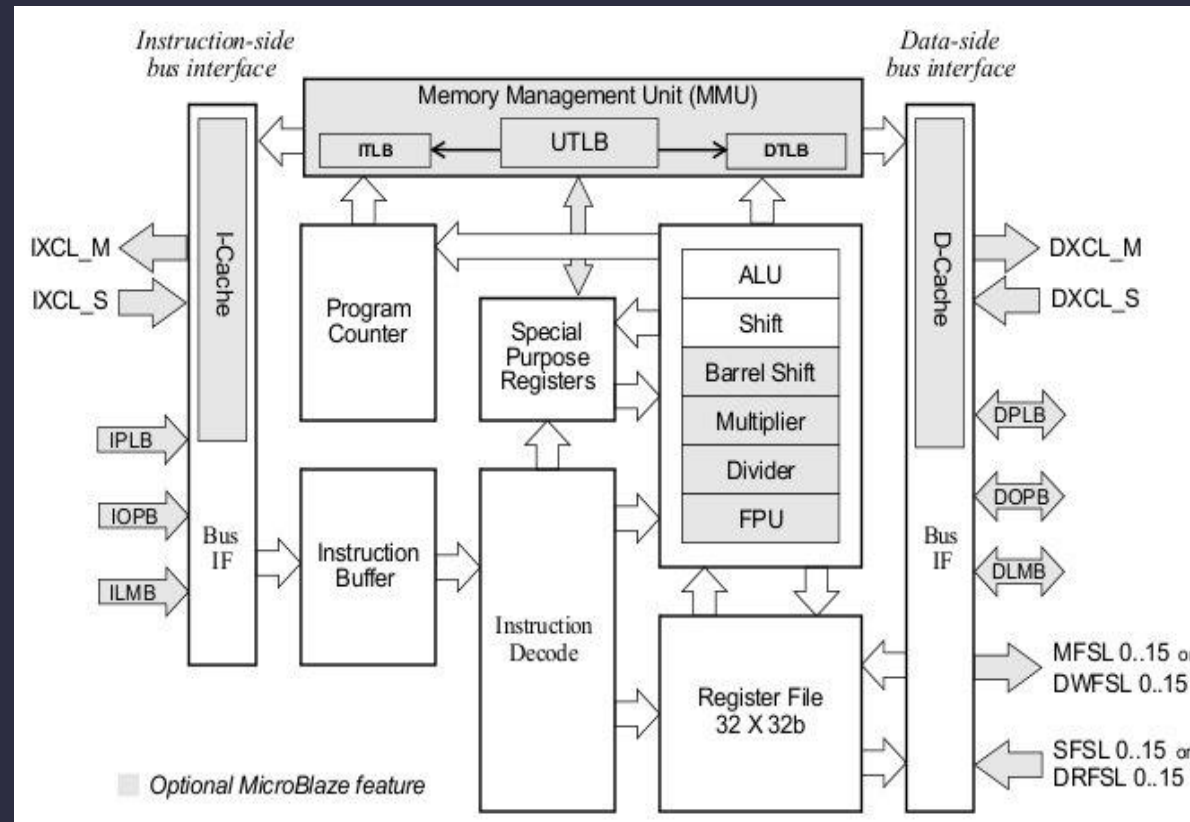 Instruction-side
bus interface
Data-side
bus interface
Memory Management Unit (MMU)
ITLB
UTLB
DTLB
I-Cache
D-Cache
IXCL_M
IXCL_S
DXCL_M
DXCL_S
Program
Counter
Special
Purpose
Registers
ALU
Shift
Barrel Shift
Multiplier
Divider
FPU
IPLB
IOPB
ILMB
Bus
IF
Instruction
Buffer
Instruction
Decode
Register File
32 X 32b
Bus
IF
DPLB
DOPB
DLMB
MFSL 0..15 or
DWFSL 0..15
SFSL 0..15 or
DRFSL 0..15
Optional MicroBlaze feature